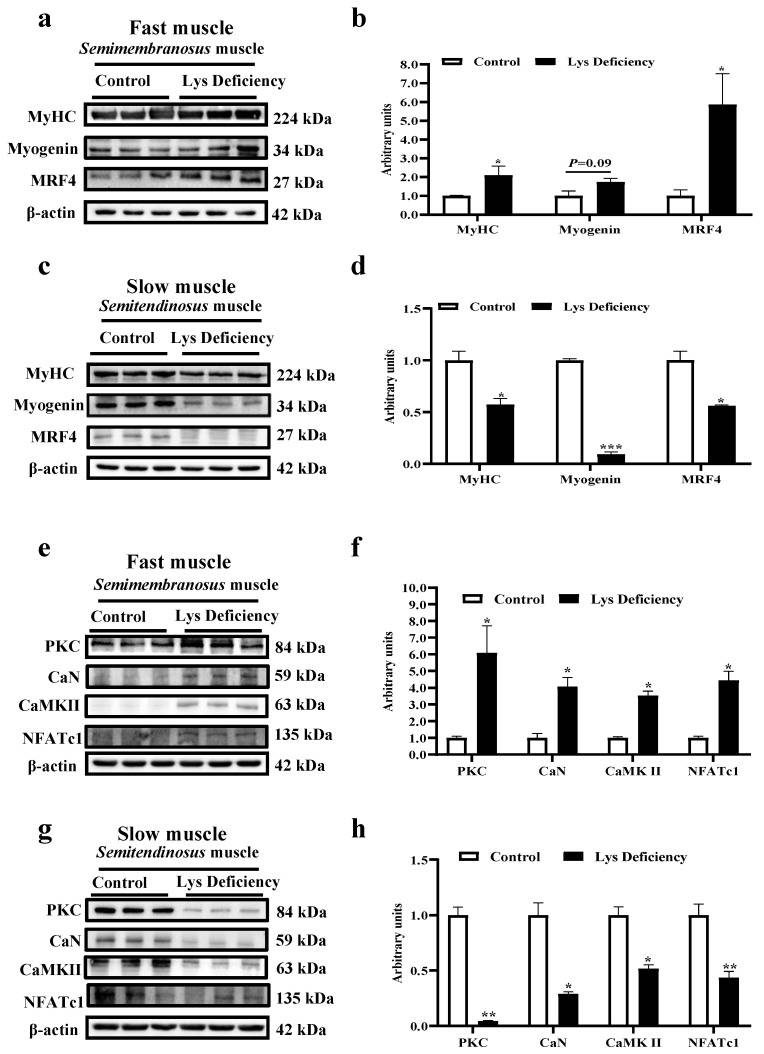 a
Fast muscle
Semimembranosus muscle
Control Lys Deficiency
MyHC 224 kDa
Myogenin 34 kDa
MRF4 27 kDa
β-actin 42 kDa
b
Control Lys Deficiency
Arbitrary units
8.0
7.0
6.0
5.0
4.0
3.0
2.0
1.0
0.0
*
P=0.09
*
MyHC Myogenin MRF4
c
Slow muscle
Semitendinosus muscle
Control Lys Deficiency
MyHC 224 kDa
Myogenin 34 kDa
MRF4 27 kDa
β-actin 42 kDa
d
Control Lys Deficiency
Arbitrary units
1.5
1.0
0.5
0.0
*
***
*
MyHC Myogenin MRF4
e
Fast muscle
Semimembranosus muscle
Control Lys Deficiency
PKC 84 kDa
CaN 59 kDa
CaMKII 63 kDa
NFATc1 135 kDa
β-actin 42 kDa
f
Control Lys Deficiency
Arbitrary units
10.0
9.0
8.0
7.0
6.0
5.0
4.0
3.0
2.0
1.0
0.0
*
*
*
*
PKC CaN CaMK II NFATc1
g
Slow muscle
Semitendinosus muscle
Control Lys Deficiency
PKC 84 kDa
CaN 59 kDa
CaMKII 63 kDa
NFATc1 135 kDa
β-actin 42 kDa
h
Control Lys Deficiency
Arbitrary units
1.5
1.0
0.5
0.0
**
*
*
**
PKC CaN CaMK II NFATc1